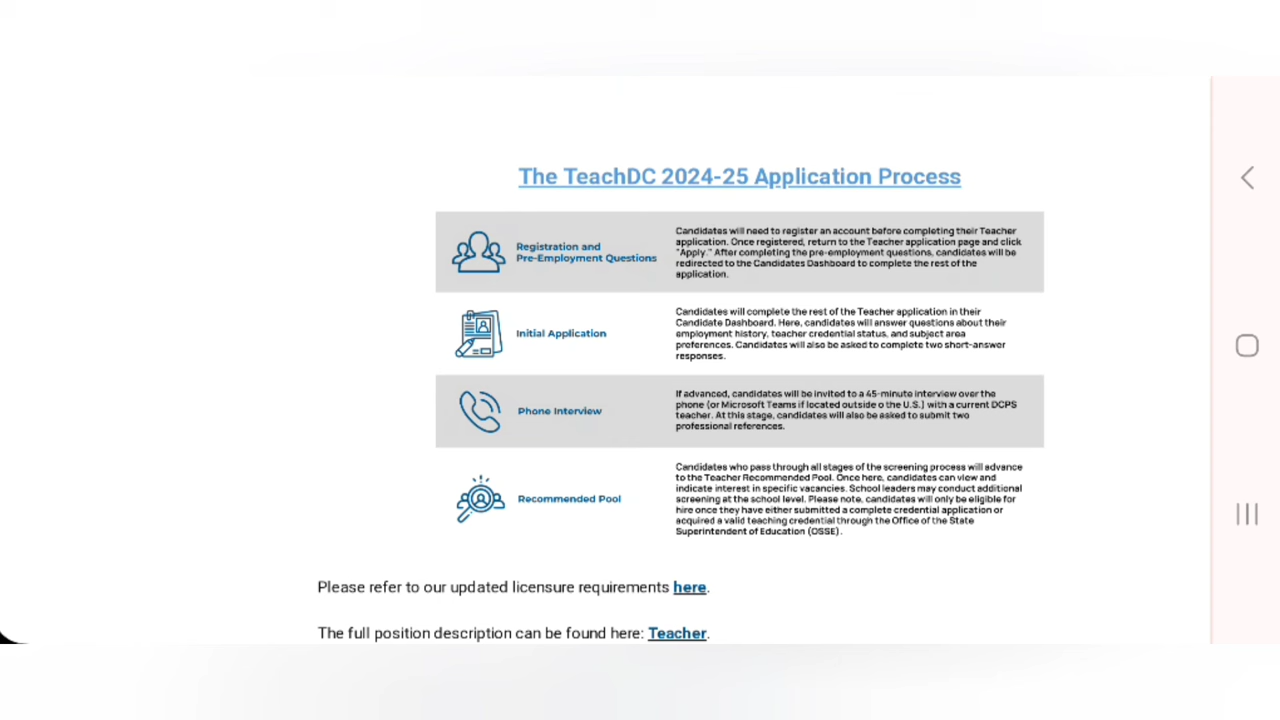 The TeachDC 2024-25 Application Process
Registration and
Pre-Employment Questions
Candidates will need to register an account before completing their Teacher
application. Once registered, return to the Teacher application page and click
"Apply." After completing the pre-employment questions, candidates will be
redirected to the Candidates Dashboard to complete the rest of the
application.
Initial Application
Candidates will complete the rest of the Teacher application in their
Candidate Dashboard. Here, candidates will answer questions about their
employment history, teacher credential status, and subject area
preferences. Candidates will also be asked to complete two short-answer
responses.
Phone Interview
If advanced, candidates will be invited to a 45-minute interview over the
phone (or Microsoft Teams if located outside o the U.S.) with a current DCPS
teacher. At this stage, candidates will also be asked to submit two
professional references.
Recommended Pool
Candidates who pass through all stages of the screening process will advance
to the Teacher Recommended Pool. Once here, candidates can view and
indicate interest in specific vacancies. School leaders may conduct additional
screening at the school level. Please note, candidates will only be eligible for
hire once they have either submitted a complete credential application or
acquired a valid teaching credential through the Office of the State
Superintendent of Education (OSSE).
Please refer to our updated licensure requirements here.
The full position description can be found here: Teacher.